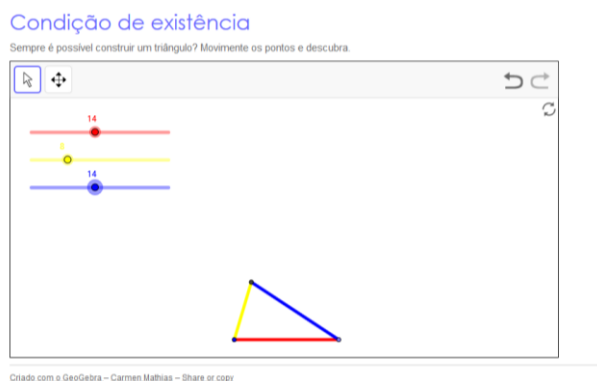 Condição de existência
Sempre é possível construir um triângulo? Movimente os pontos e descubra.
14
14
Criado com o GeoGebra – Carmen Mathias – Share or copy